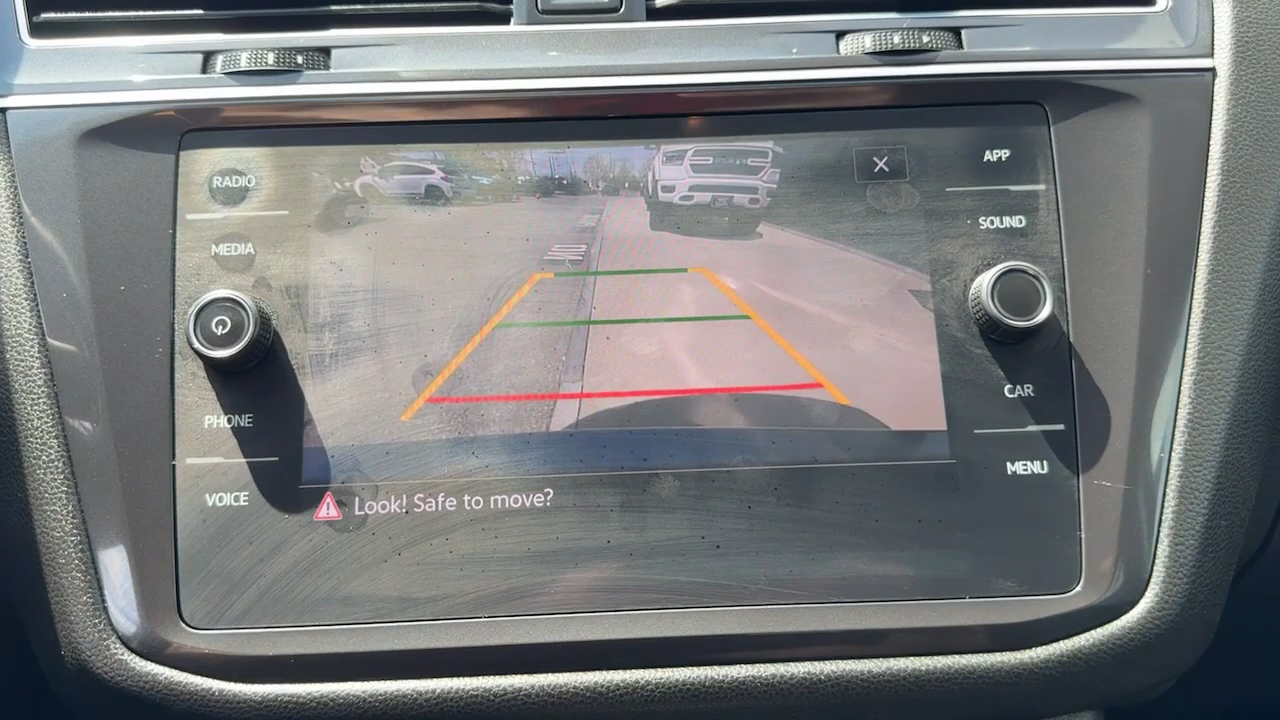 RADIO
MEDIA
PHONE
VOICE
APP
SOUND
CAR
MENU
Look! Safe to move?